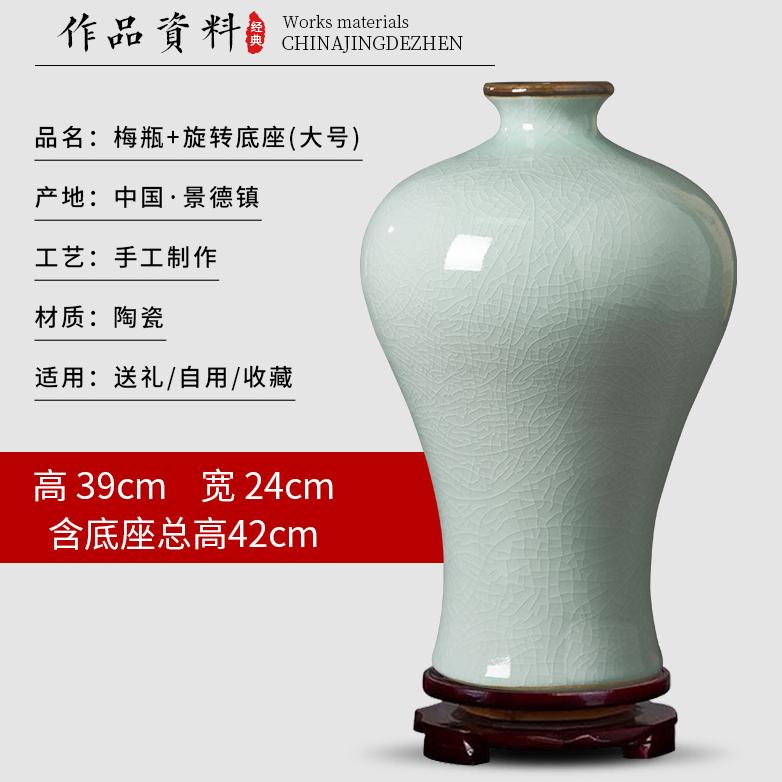 作品資料 经典
Works materials
CHINAJINGDEZHEN
品名：梅瓶+旋转底座(大号)
产地：中国·景德镇
工艺：手工制作
材质：陶瓷
适用：送礼/自用/收藏
高 39cm 宽 24cm
含底座总高42cm